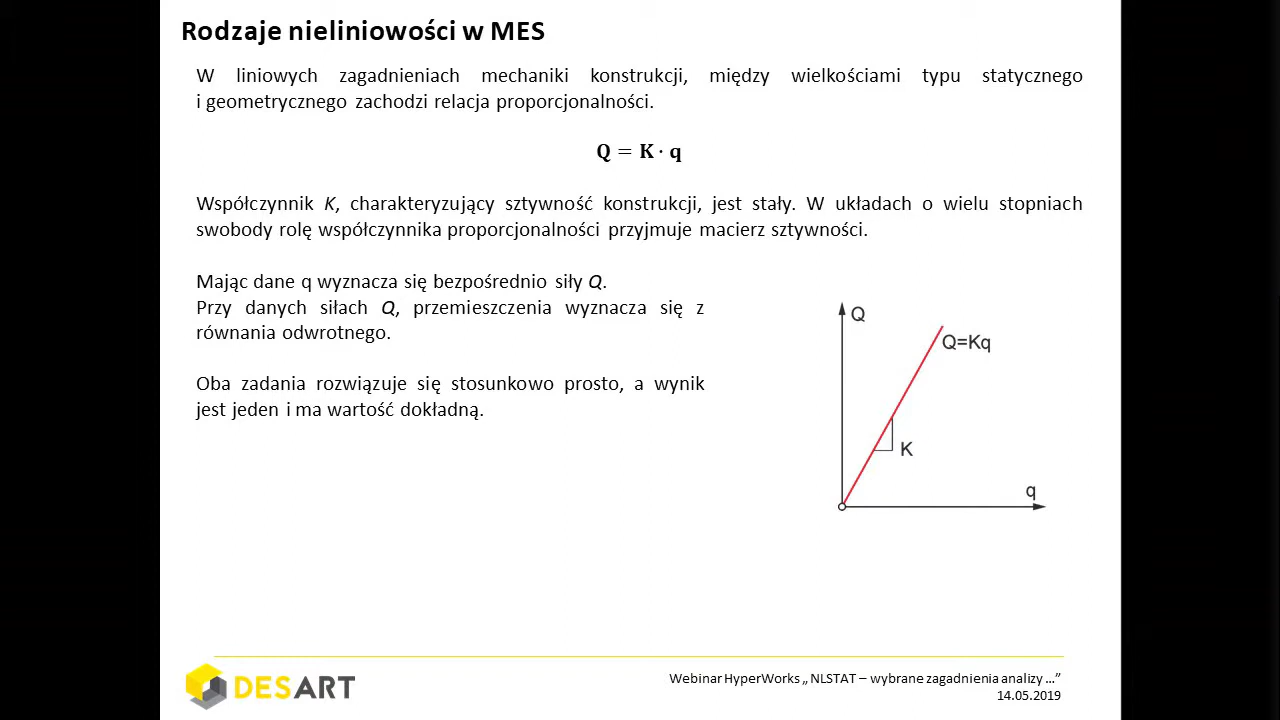 Rodzaje nieliniowości w MES
W liniowych zagadnieniach mechaniki konstrukcji, między wielkościami typu statycznego
i geometrycznego zachodzi relacja proporcjonalności.
Q = K · q
Współczynnik K, charakteryzujący sztywność konstrukcji, jest stały. W układach o wielu stopniach
swobody rolę współczynnika proporcjonalności przyjmuje macierz sztywności.
Mając dane q wyznacza się bezpośrednio siły Q.
Przy danych siłach Q, przemieszczenia wyznacza się z
równania odwrotnego.
Oba zadania rozwiązuje się stosunkowo prosto, a wynik
jest jeden i ma wartość dokładną.
Q
Q=Kq
K
q
DESART
Webinar HyperWorks „ NLSTAT – wybrane zagadnienia analizy …”
14.05.2019